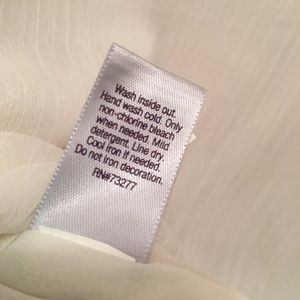 Wash inside out.
Hand wash cold. Only
non-chlorine bleach
when needed. Mild
detergent. Line dry.
Cool iron if needed.
Do not iron decoration.
RN#73277